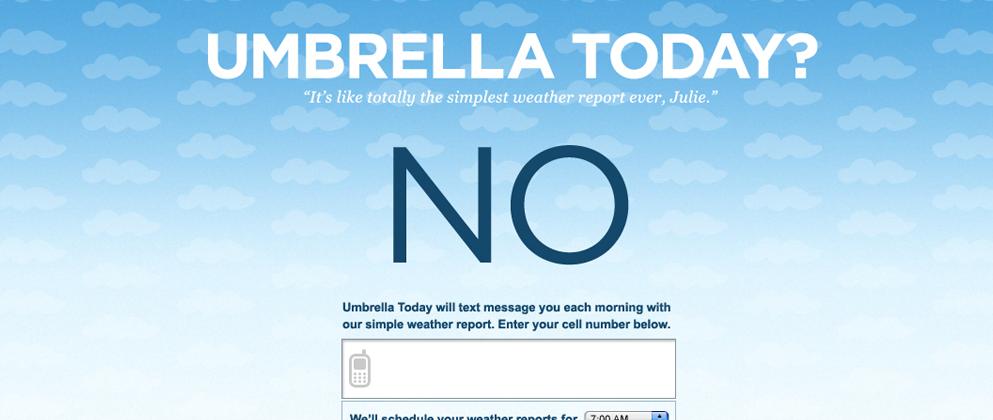 UMBRELLA TODAY?
“It’s like totally the simplest weather report ever, Julie.”
NO
Umbrella Today will text message you each morning with
our simple weather report. Enter your cell number below.
We'll schedule your weather reports for 7:00 AM